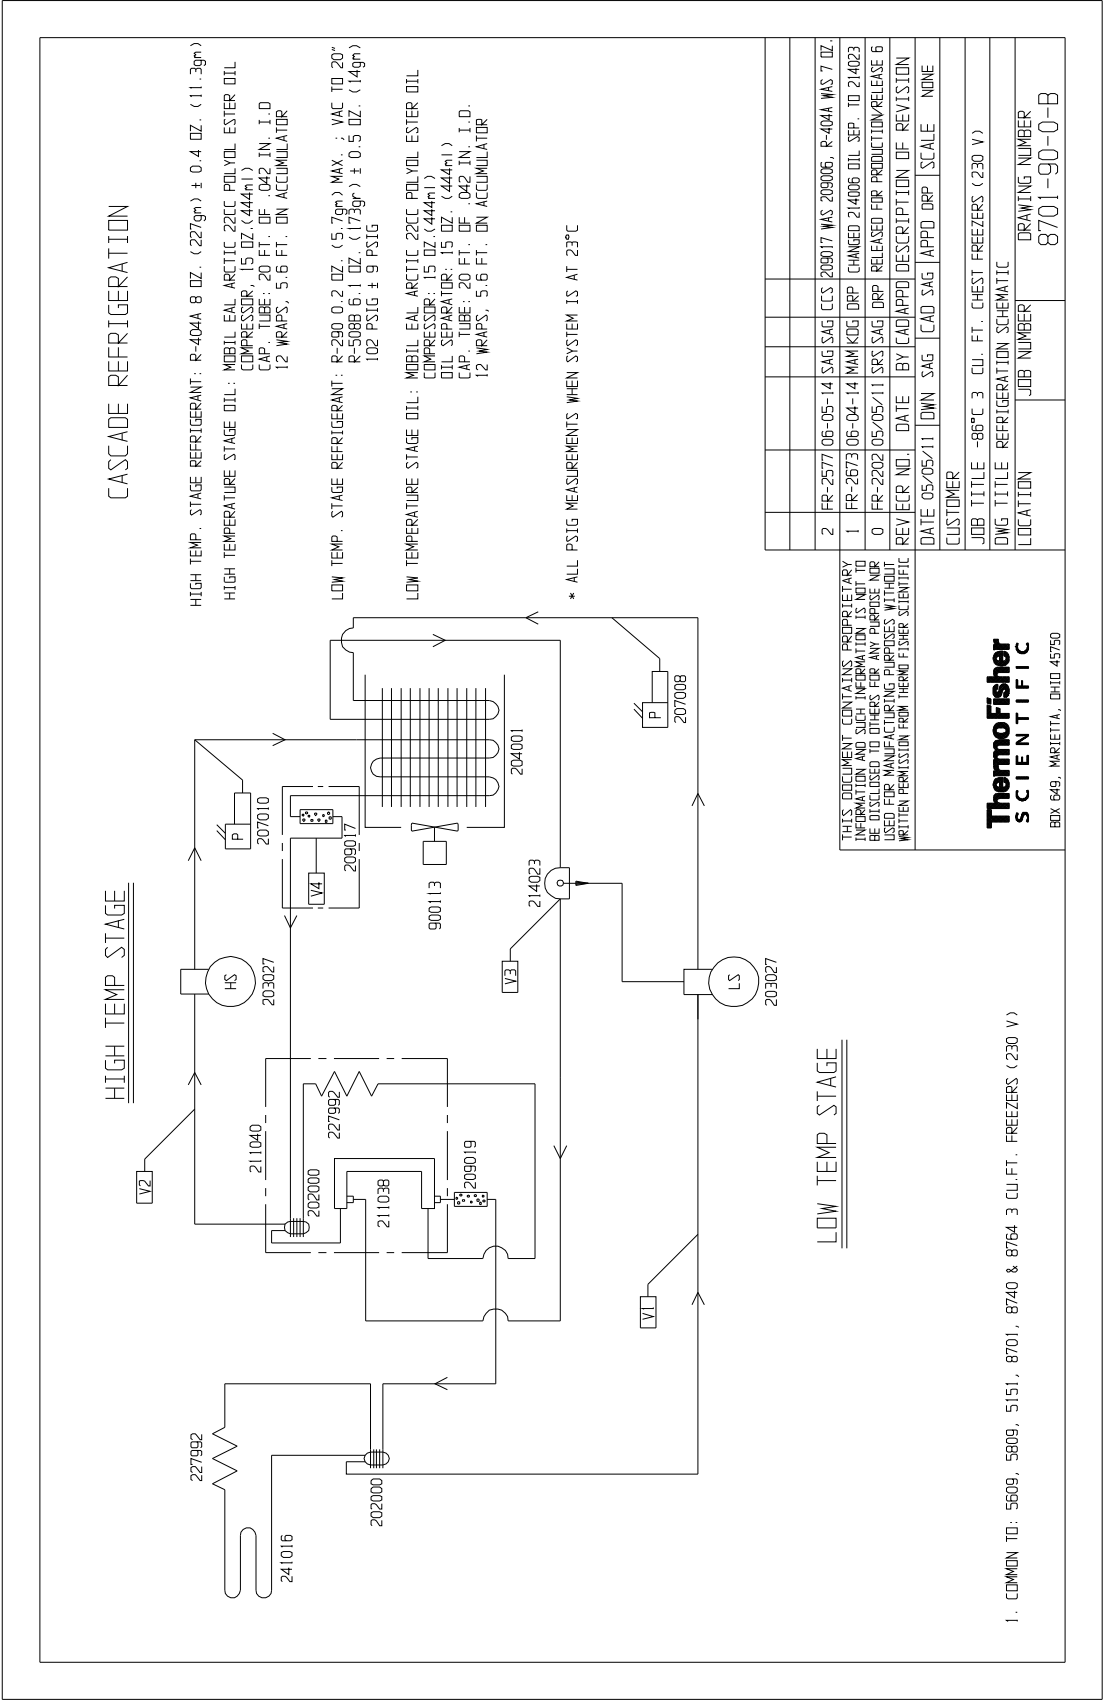 CASCADE REFRIGERATION
HIGH TEMP. STAGE REFRIGERANT: R-404A 8 OZ. (227gm) ± 0.4 OZ. (11.3gm)
HIGH TEMPERATURE STAGE OIL: MOBIL EAL ARCTIC 22CC POLYOL ESTER OIL
COMPRESSOR, 15 OZ.(444ml)
CAP. TUBE: 20 FT. OF .042 IN. I.D
12 WRAPS, 5.6 FT. ON ACCUMULATOR
LOW TEMP. STAGE REFRIGERANT: R-290 0.2 OZ. (5.7gm) MAX. ; VAC TO 20"
R-508B 6.1 OZ. (173gr) ± 0.5 OZ. (14gm)
102 PSIG ± 9 PSIG
LOW TEMPERATURE STAGE OIL: MOBIL EAL ARCTIC 22CC POLYOL ESTER OIL
COMPRESSOR: 15 OZ.(444ml)
OIL SEPARATOR: 15 OZ. (444ml)
CAP. TUBE: 20 FT. OF .042 IN. I.D.
12 WRAPS, 5.6 FT. ON ACCUMULATOR
* ALL PSIG MEASUREMENTS WHEN SYSTEM IS AT 23°C
HIGH TEMP STAGE
V2
HS
203027
P
207010
209017
V4
204001
900113
211040
202000
227992
211038
209019
214023
V3
P
207008
LS
203027
V1
LOW TEMP STAGE
227992
241016
202000
1. COMMON TO: 5609, 5809, 5151, 8701, 8740 & 8764 3 CU.FT. FREEZERS (230 V)
2 FR-2577 06-05-14 SAG SAG CCS 209017 WAS 209006, R-404A WAS 7 OZ.
1 FR-2673 06-04-14 MAM KDG DRP CHANGED 214006 OIL SEP. TO 214023
0 FR-2202 05/05/11 SRS SAG DRP RELEASED FOR PRODUCTION/RELEASE 6
REV ECR NO. DATE BY CAD APPD DESCRIPTION OF REVISION
DATE 05/05/11 DWN SAG CAD SAG APPD DRP SCALE NONE
CUSTOMER
JOB TITLE -86°C 3 CU. FT. CHEST FREEZERS (230 V)
DWG TITLE REFRIGERATION SCHEMATIC
LOCATION JOB NUMBER DRAWING NUMBER
8701-90-0-B
THIS DOCUMENT CONTAINS PROPRIETARY
INFORMATION AND SUCH INFORMATION IS NOT TO
BE DISCLOSED TO OTHERS FOR ANY PURPOSE NOR
USED FOR MANUFACTURING PURPOSES WITHOUT
WRITTEN PERMISSION FROM THERMO FISHER SCIENTIFIC
ThermoFisher
SCIENTIFIC
BOX 649, MARIETTA, OHIO 45750